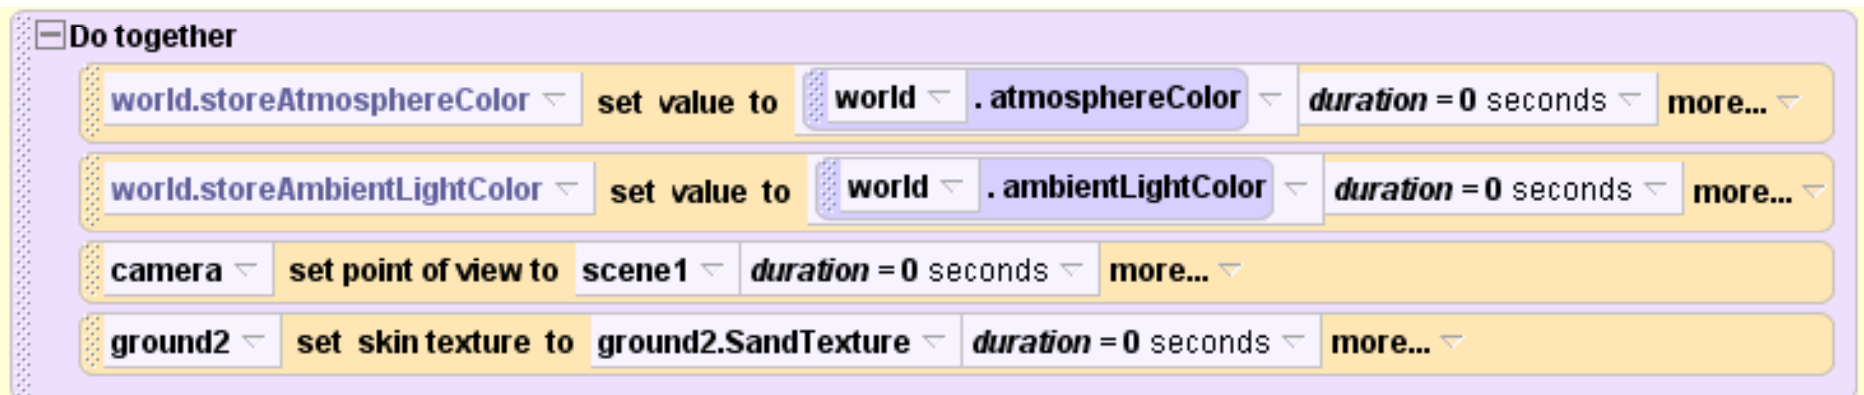 Do together
world.storeAtmosphereColor set value to world . atmosphereColor duration = 0 seconds more...
world.storeAmbientLightColor set value to world . ambientLightColor duration = 0 seconds more...
camera set point of view to scene1 duration = 0 seconds more...
ground2 set skin texture to ground2.SandTexture duration = 0 seconds more...